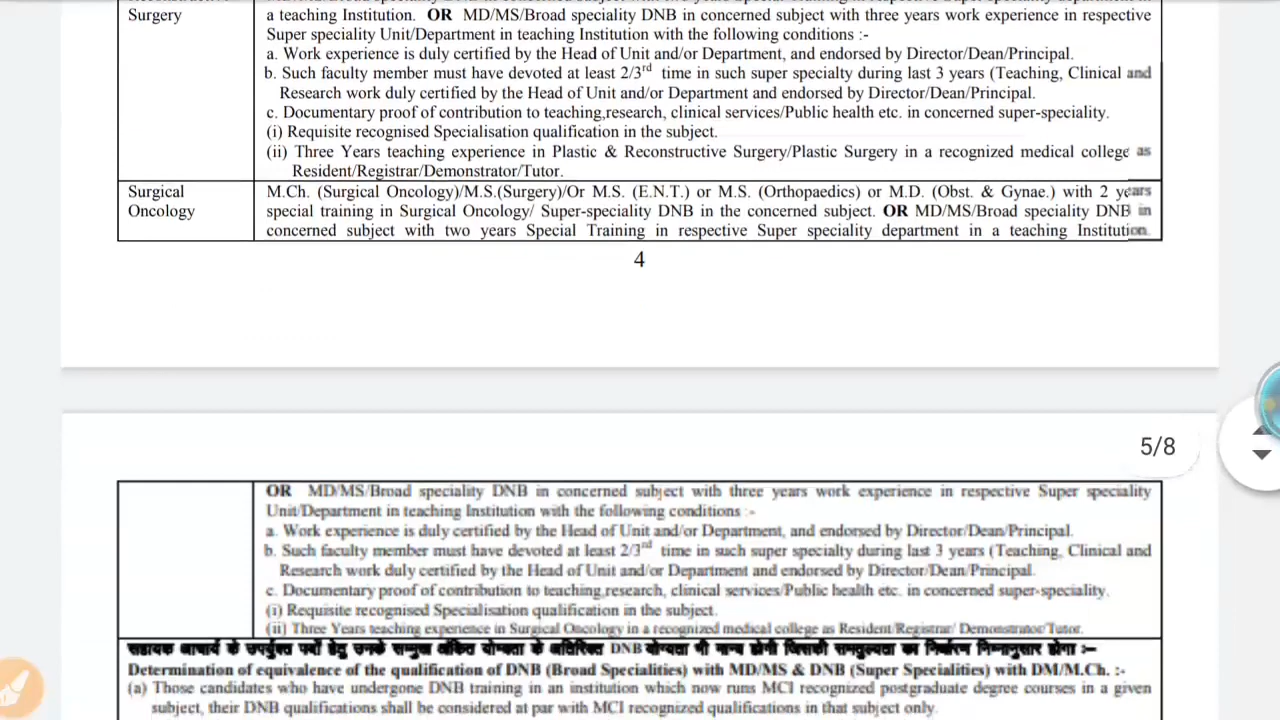 Surgery
a teaching Institution. OR MD/MS/Broad speciality DNB in concerned subject with three years work experience in respective
Super speciality Unit/Department in teaching Institution with the following conditions :-
a. Work experience is duly certified by the Head of Unit and/or Department, and endorsed by Director/Dean/Principal.
b. Such faculty member must have devoted at least 2/3rd time in such super specialty during last 3 years (Teaching, Clinical and
Research work duly certified by the Head of Unit and/or Department and endorsed by Director/Dean/Principal.
c. Documentary proof of contribution to teaching,research, clinical services/Public health etc. in concerned super-speciality.
(i) Requisite recognised Specialisation qualification in the subject.
(ii) Three Years teaching experience in Plastic & Reconstructive Surgery/Plastic Surgery in a recognized medical college as
Resident/Registrar/Demonstrator/Tutor.
Surgical
Oncology
M.Ch. (Surgical Oncology)/M.S.(Surgery)/Or M.S. (E.N.T.) or M.S. (Orthopaedics) or M.D. (Obst. & Gynae.) with 2 years
special training in Surgical Oncology/ Super-speciality DNB in the concerned subject. OR MD/MS/Broad speciality DNB in
concerned subject with two years Special Training in respective Super speciality department in a teaching Institution.
4
5/8
OR MD/MS/Broad speciality DNB in concerned subject with three years work experience in respective Super speciality
Unit/Department in teaching Institution with the following conditions :-
a. Work experience is duly certified by the Head of Unit and/or Department, and endorsed by Director/Dean/Principal.
b. Such faculty member must have devoted at least 2/3rd time in such super specialty during last 3 years (Teaching, Clinical and
Research work duly certified by the Head of Unit and/or Department and endorsed by Director/Dean/Principal.
c. Documentary proof of contribution to teaching,research, clinical services/Public health etc. in concerned super-speciality.
(i) Requisite recognised Specialisation qualification in the subject.
(ii) Three Years teaching experience in Surgical Oncology in a recognized medical college as Resident/Registrar/ Demonstrator/Tutor.
सहायक आचार्य के उपर्युक्त पदों हेतु उनके सम्मुख अंकित योग्यता के अतिरिक्त DNB योग्यता भी मान्य होगी जिसकी समतुल्यता का निर्धारण निम्नानुसार होगा :-
Determination of equivalence of the qualification of DNB (Broad Specialities) with MD/MS & DNB (Super Specialities) with DM/M.Ch. :-
(a) Those candidates who have undergone DNB training in an institution which now runs MCI recognized postgraduate degree courses in a given
subject, their DNB qualifications shall be considered at par with MCI recognized qualifications in that subject only.